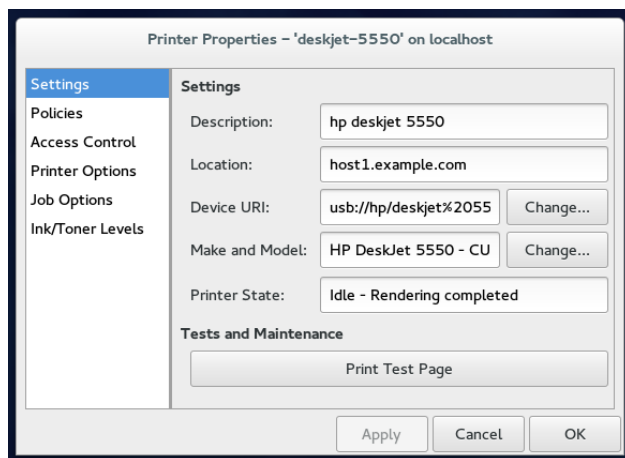 Printer Properties – 'deskjet-5550' on localhost
Settings
Policies
Access Control
Printer Options
Job Options
Ink/Toner Levels
Settings
Description: hp deskjet 5550
Location: host1.example.com
Device URI: usb://hp/deskjet%2055 Change...
Make and Model: HP DeskJet 5550 - CU Change...
Printer State: Idle - Rendering completed
Tests and Maintenance
Print Test Page
Apply Cancel OK